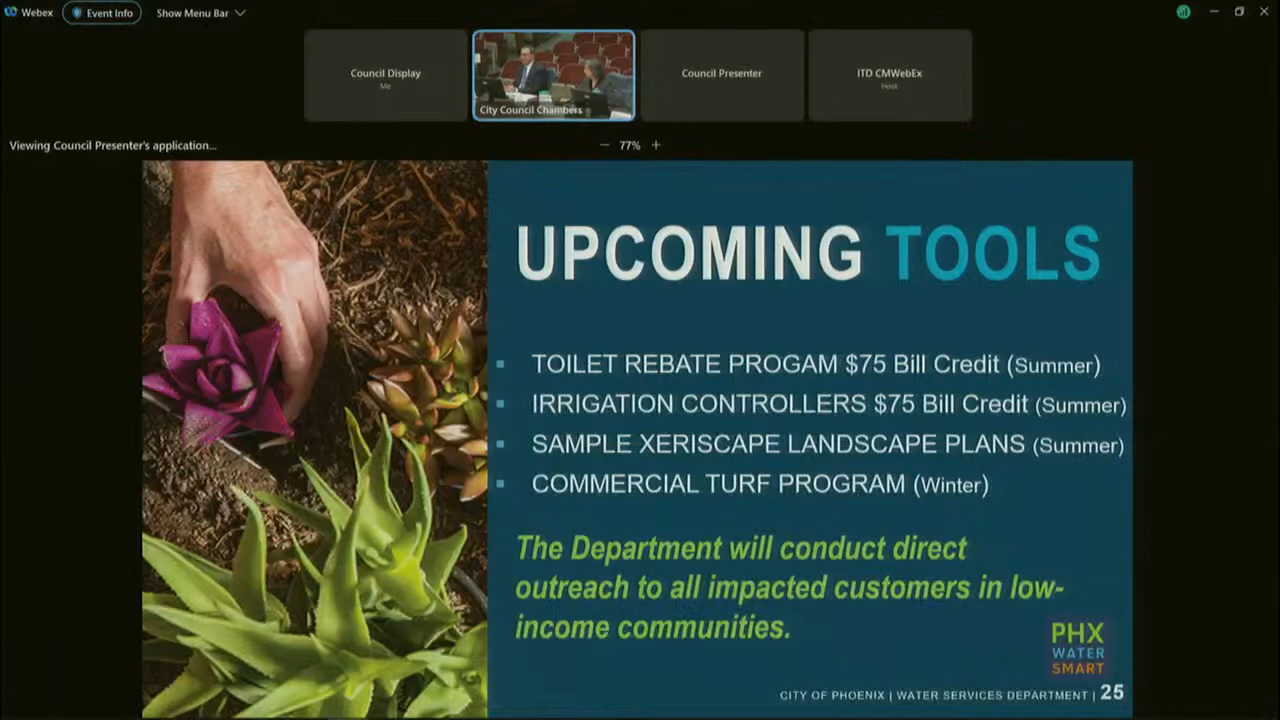 Webex
Event Info
Show Menu Bar
Council Display
Me
City Council Chambers
Council Presenter
ITD CMWebEx
Host
Viewing Council Presenter's application...
77%
UPCOMING TOOLS
TOILET REBATE PROGAM $75 Bill Credit (Summer)
IRRIGATION CONTROLLERS $75 Bill Credit (Summer)
SAMPLE XERISCAPE LANDSCAPE PLANS (Summer)
COMMERCIAL TURF PROGRAM (Winter)
The Department will conduct direct
outreach to all impacted customers in low-
income communities.
PHX
WATER
SMART
CITY OF PHOENIX | WATER SERVICES DEPARTMENT | 25